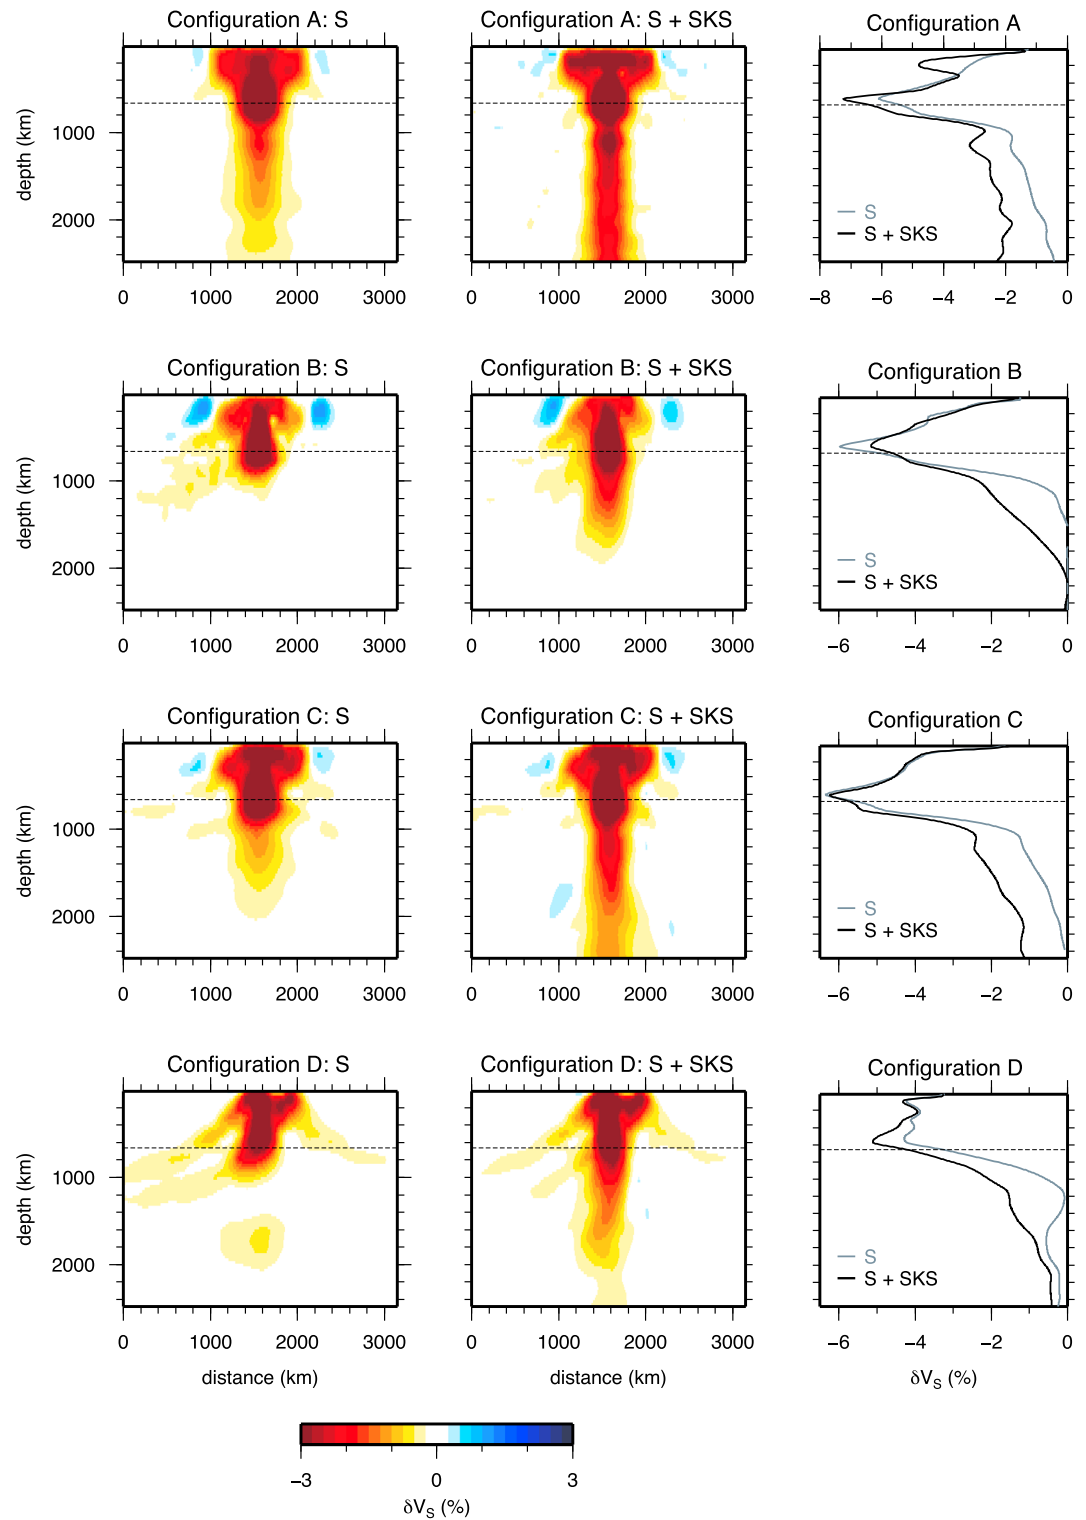 Configuration A: S
Configuration A: S + SKS
Configuration A
depth (km)
1000
2000
0 1000 2000 3000
0 1000 2000 3000
S
S + SKS
−8 −6 −4 −2 0
Configuration B: S
Configuration B: S + SKS
Configuration B
depth (km)
1000
2000
0 1000 2000 3000
0 1000 2000 3000
S
S + SKS
−6 −4 −2 0
Configuration C: S
Configuration C: S + SKS
Configuration C
depth (km)
1000
2000
0 1000 2000 3000
0 1000 2000 3000
S
S + SKS
−6 −4 −2 0
Configuration D: S
Configuration D: S + SKS
Configuration D
depth (km)
1000
2000
0 1000 2000 3000
distance (km)
0 1000 2000 3000
distance (km)
S
S + SKS
−6 −4 −2 0
δVS (%)
−3 0 3
δVS (%)